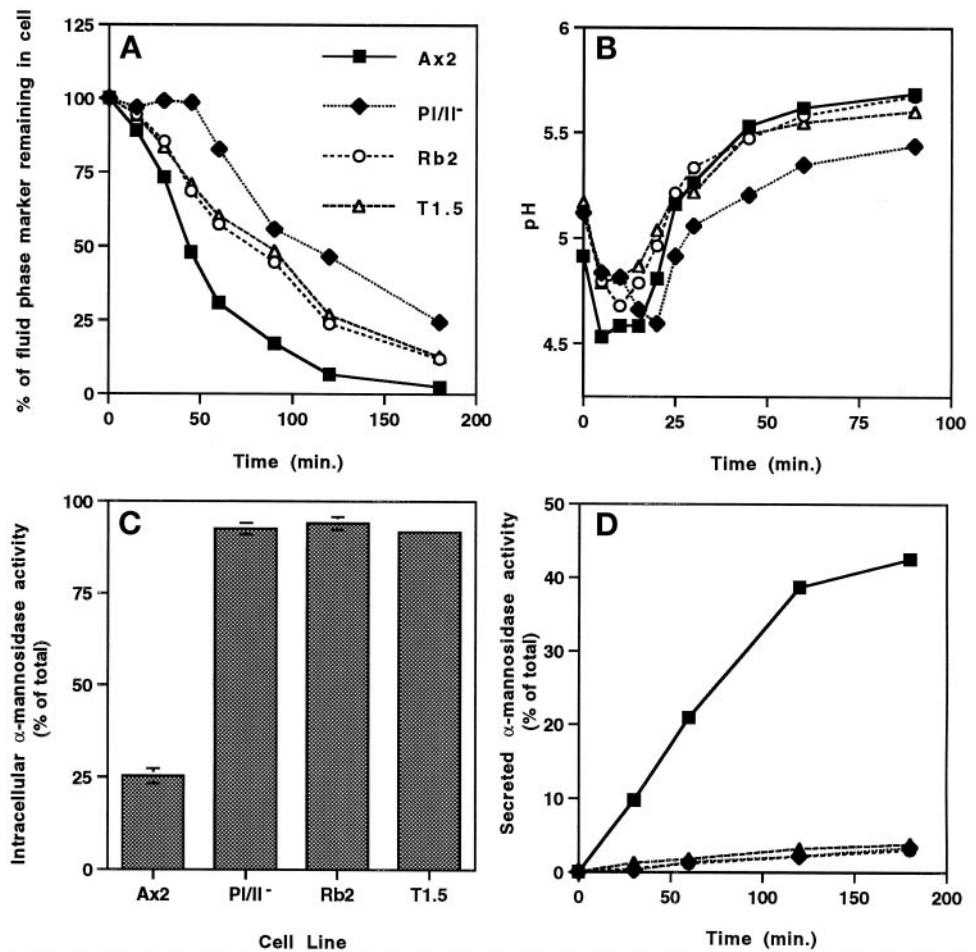 A
% of fluid phase marker remaining in cell
125
100
75
50
25
0
0
50
100
150
200
Time (min.)
Ax2
PI/II-
Rb2
T1.5
B
pH
6
5.5
5
4.5
0
25
50
75
100
Time (min.)
C
Intracellular α-mannosidase activity
(% of total)
100
75
50
25
0
Ax2
PI/II-
Rb2
T1.5
Cell Line
D
Secreted α-mannosidase activity
(% of total)
50
40
30
20
10
0
0
50
100
150
200
Time (min.)